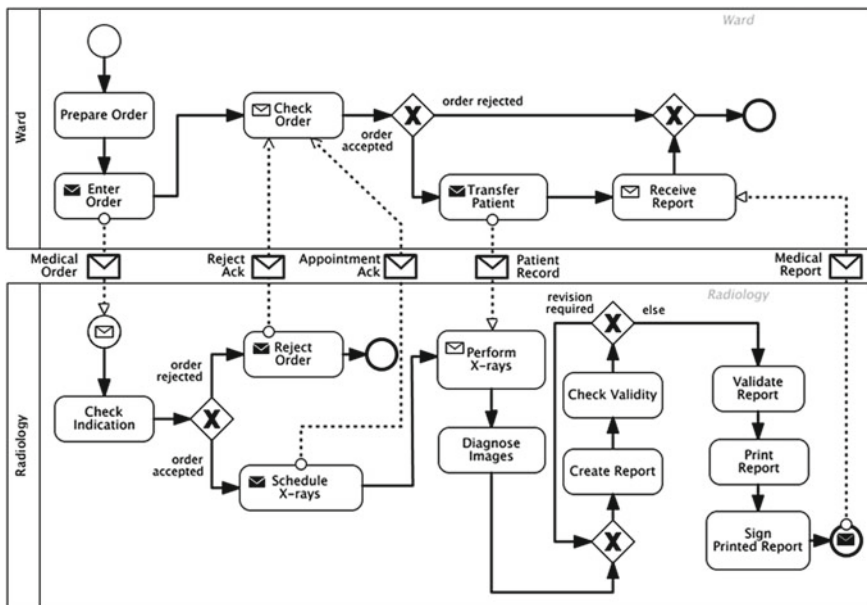 Ward
Ward
Prepare Order
Enter
Order
Check
Order
order rejected
order
accepted
Transfer
Patient
Receive
Report
Medical
Order
Reject
Ack
Appointment
Ack
Patient
Record
Medical
Report
Radiology
Radiology
Check
Indication
order
rejected
order
accepted
Reject
Order
Schedule
X-rays
Perform
X-rays
Diagnose
Images
revision
required
else
Check Validity
Create Report
Validate
Report
Print
Report
Sign
Printed Report